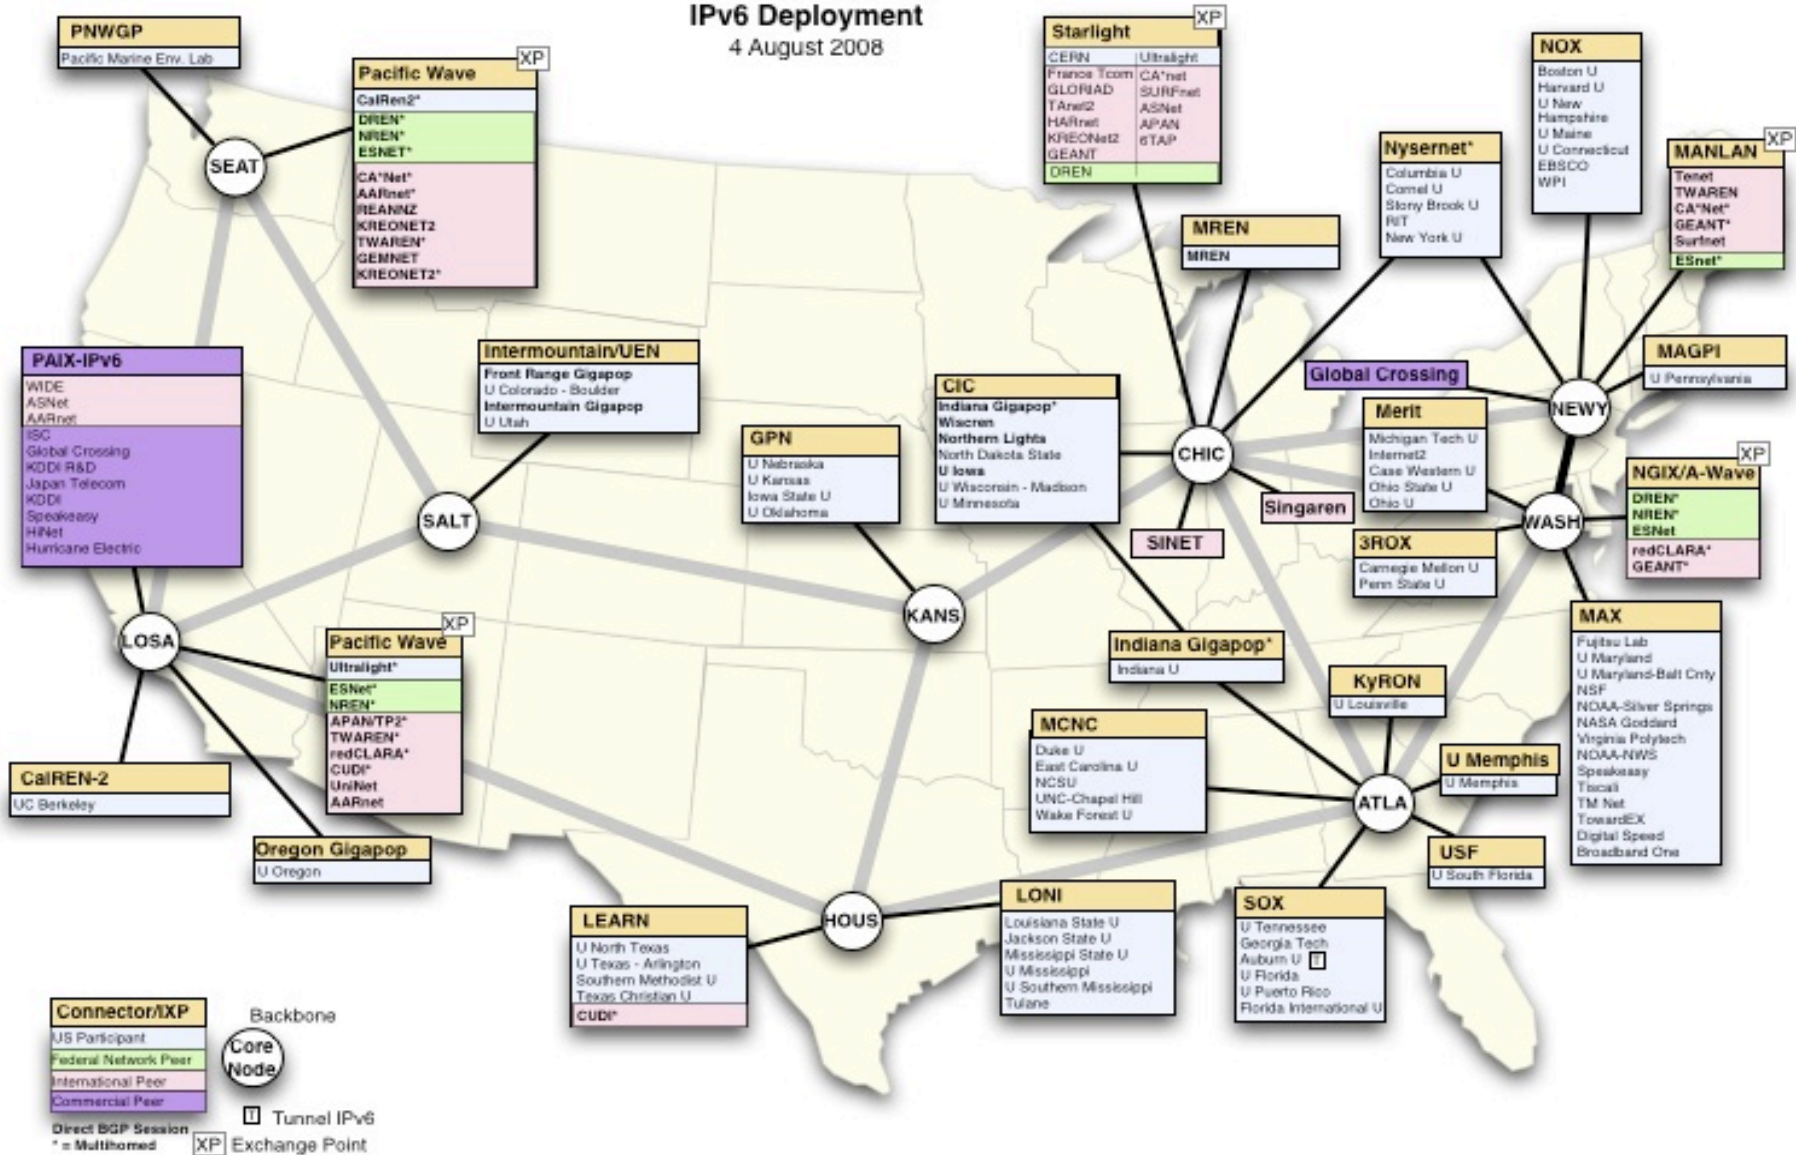 IPv6 Deployment
4 August 2008
PNWGP
Pacific Marine Env. Lab
XP
Pacific Wave
CalRen2*
DREN*
NREN*
ESNET*
CA*Net*
AARnet*
REANNZ
KREONET2
TWAREN*
GEMNET
KREONET2*
SEAT
XP
Starlight
CERN
Ultralight
France Tcom
CA*net
GLORIAD
SURFnet
TAnet2
ASNet
HARnet
APAN
KREONet2
6TAP
GEANT
DREN
MREN
MREN
Nysernet*
Columbia U
Cornel U
Stony Brook U
RIT
New York U
NOX
Boston U
Harvard U
U New
Hampshire
U Maine
U Connecticut
EBSCO
WPI
XP
MANLAN
Tenet
TWAREN
CA*Net*
GEANT*
Surfnet
ESnet*
MAGPI
U Pennsylvania
Global Crossing
NEWY
PAIX-IPv6
WIDE
ASNet
AARnet
ISC
Global Crossing
KDDI R&D
Japan Telecom
KDDI
Speakeasy
HiNet
Hurricane Electric
Intermountain/UEN
Front Range Gigapop
U Colorado - Boulder
Intermountain Gigapop
U Utah
SALT
GPN
U Nebraska
U Kansas
Iowa State U
U Oklahoma
KANS
CIC
Indiana Gigapop*
Wiscren
Northern Lights
North Dakota State
U Iowa
U Wisconsin - Madison
U Minnesota
CHIC
Singaren
SINET
Merit
Michigan Tech U
Internet2
Case Western U
Ohio State U
Ohio U
3ROX
Carnegie Mellon U
Penn State U
WASH
XP
NGIX/A-Wave
DREN*
NREN*
ESNet
redCLARA*
GEANT*
MAX
Fujitsu Lab
U Maryland
U Maryland-Balt Cnty
NSF
NOAA-Silver Springs
NASA Goddard
Virginia Polytech
NOAA-NWS
Speakeasy
Tiscali
TM Net
TowardEX
Digital Speed
Broadband One
LOSA
XP
Pacific Wave
Ultralight*
ESNet*
NREN*
APAN/TP2*
TWAREN*
redCLARA*
CUDI*
UniNet
AARnet
CalREN-2
UC Berkeley
Oregon Gigapop
U Oregon
Indiana Gigapop*
Indiana U
KyRON
U Louisville
MCNC
Duke U
East Carolina U
NCSU
UNC-Chapel Hill
Wake Forest U
U Memphis
U Memphis
ATLA
USF
U South Florida
HOUS
LEARN
U North Texas
U Texas - Arlington
Southern Methodist U
Texas Christian U
CUDI*
LONI
Louisiana State U
Jackson State U
Mississippi State U
U Mississippi
U Southern Mississippi
Tulane
SOX
U Tennessee
Georgia Tech
Auburn U T
U Florida
U Puerto Rico
Florida International U
Connector/IXP
US Participant
Federal Network Peer
International Peer
Commercial Peer
Direct BGP Session
* = Multihomed
Backbone
Core
Node
T Tunnel IPv6
XP Exchange Point